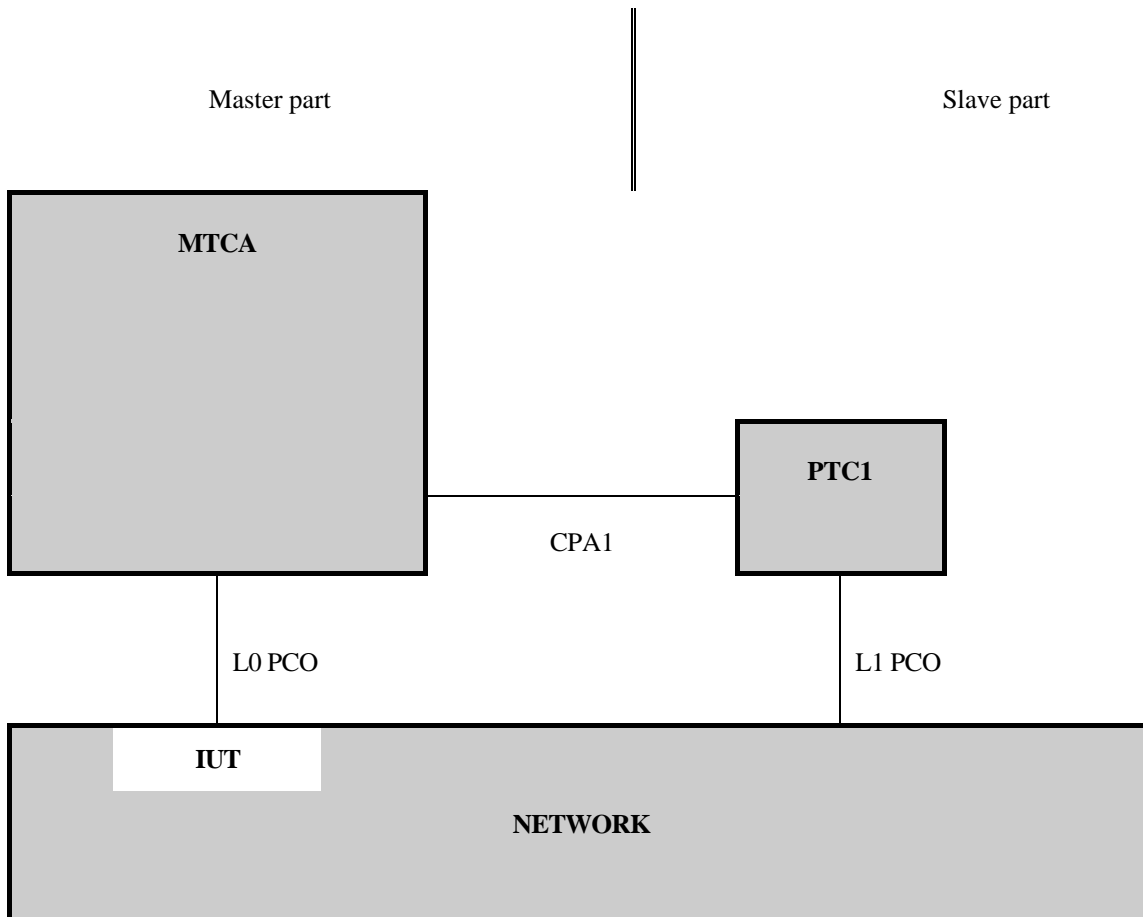 Master part
Slave part
MTCA
PTC1
CPA1
L0 PCO
L1 PCO
IUT
NETWORK